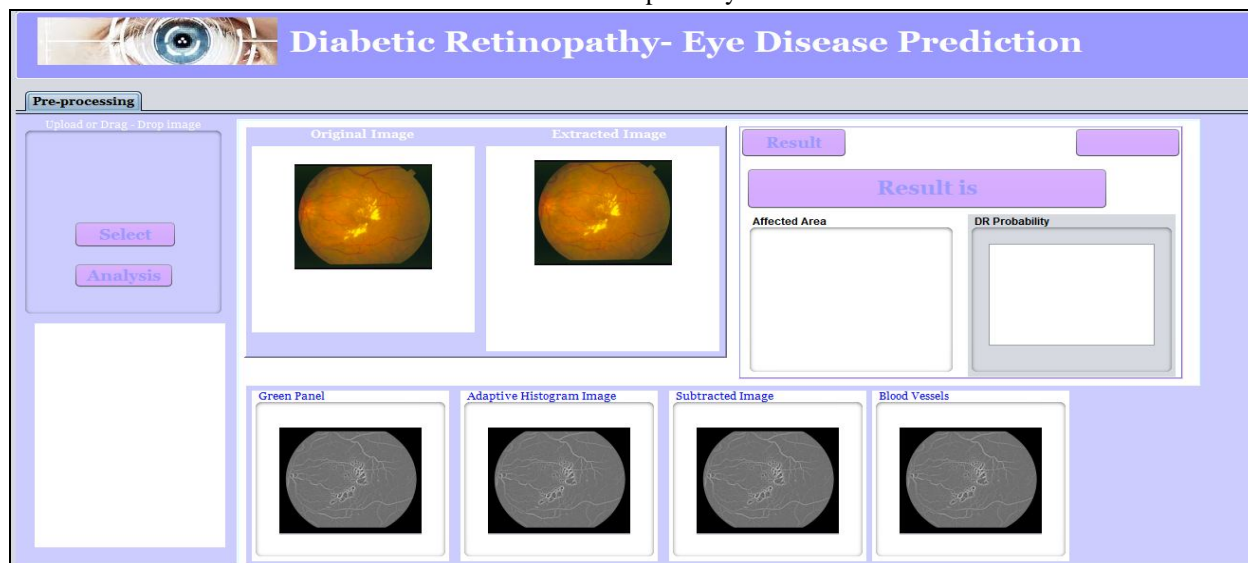 Diabetic Retinopathy- Eye Disease Prediction
Pre-processing
Upload or Drag - Drop image
Select
Analysis
Original Image
Extracted Image
Result
Result is
Affected Area
DR Probability
Green Panel
Adaptive Histogram Image
Subtracted Image
Blood Vessels